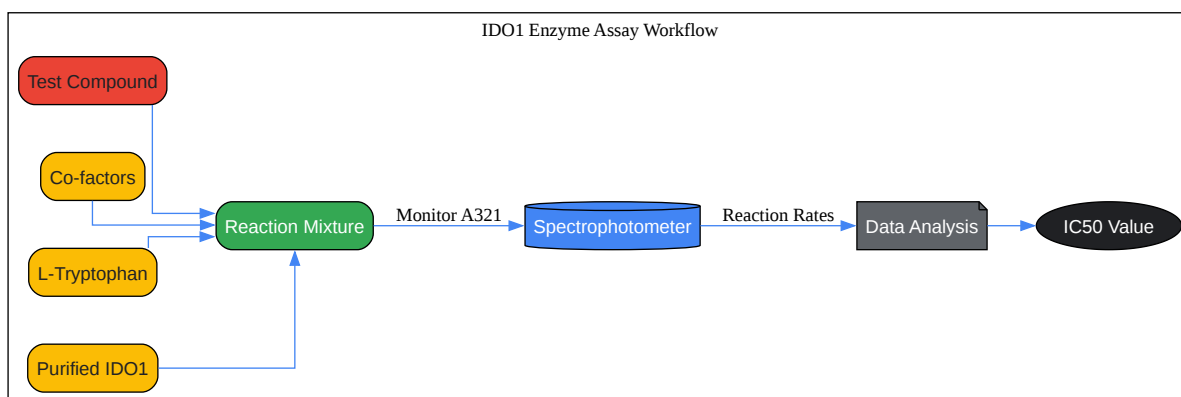 IDO1 Enzyme Assay Workflow
Test Compound
Co-factors
L-Tryptophan
Purified IDO1
Reaction Mixture
Monitor A321
Spectrophotometer
Reaction Rates
Data Analysis
IC50 Value